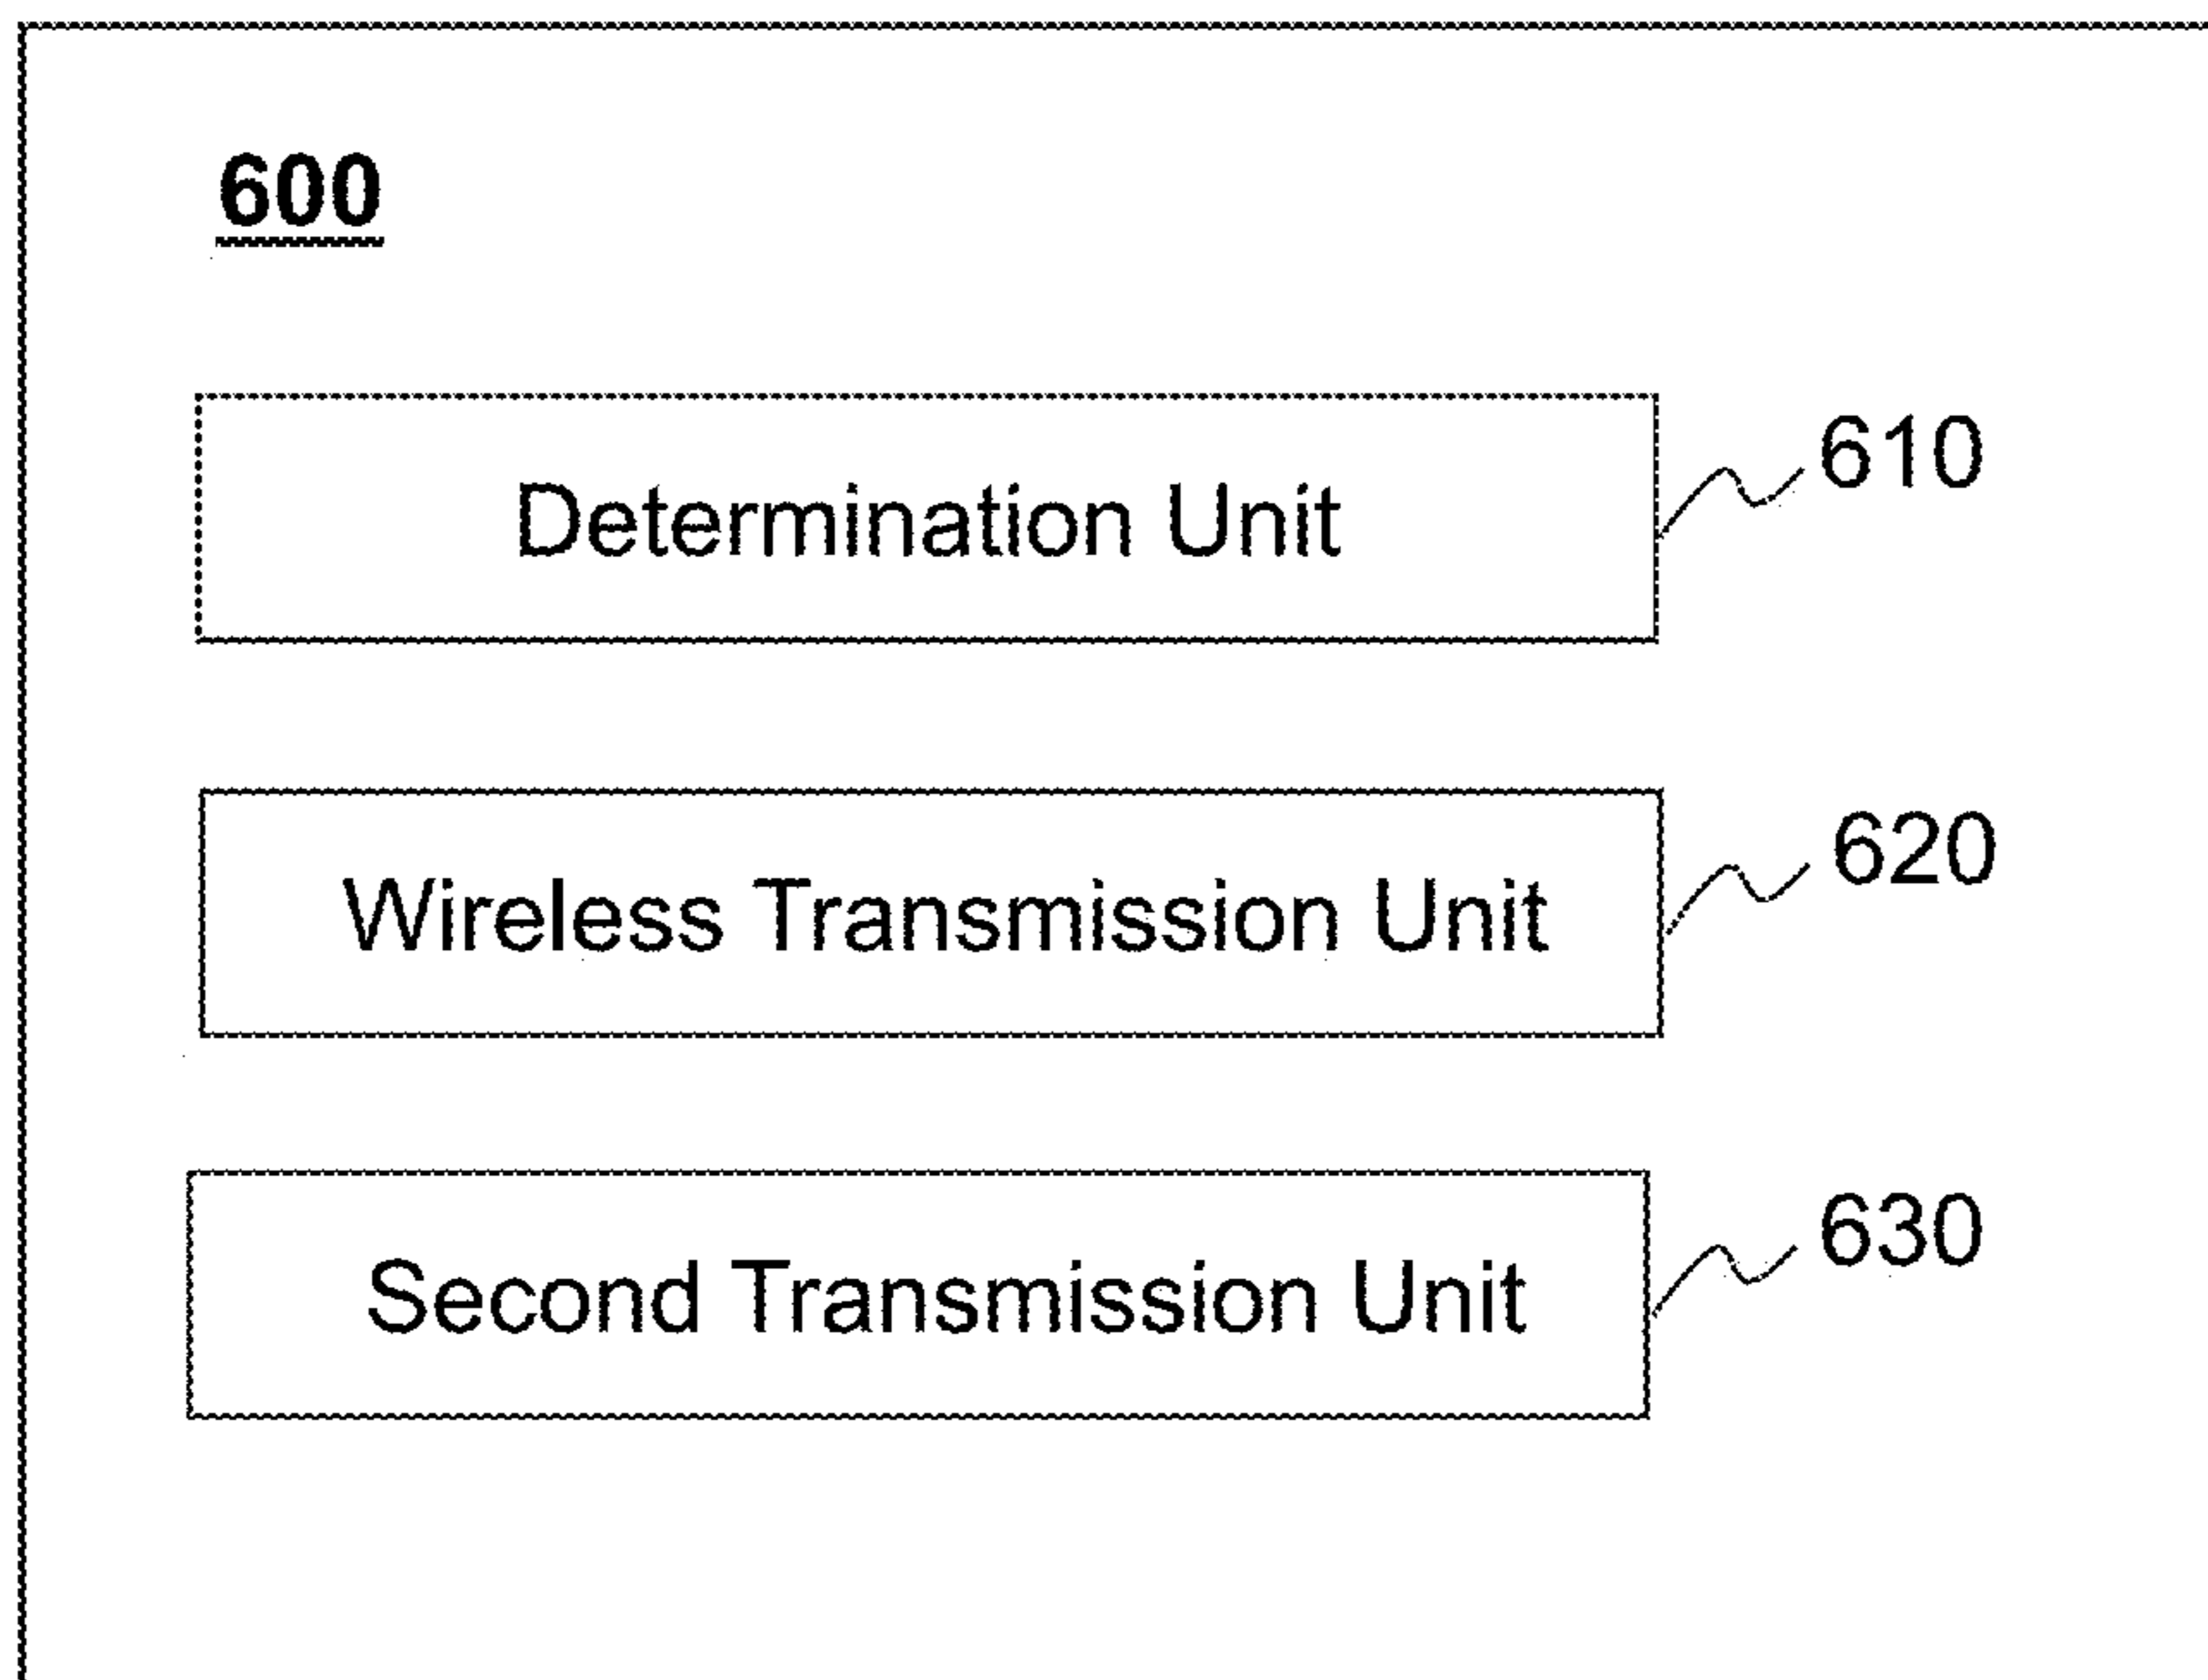 600
Determination Unit
610
Wireless Transmission Unit
620
Second Transmission Unit
630